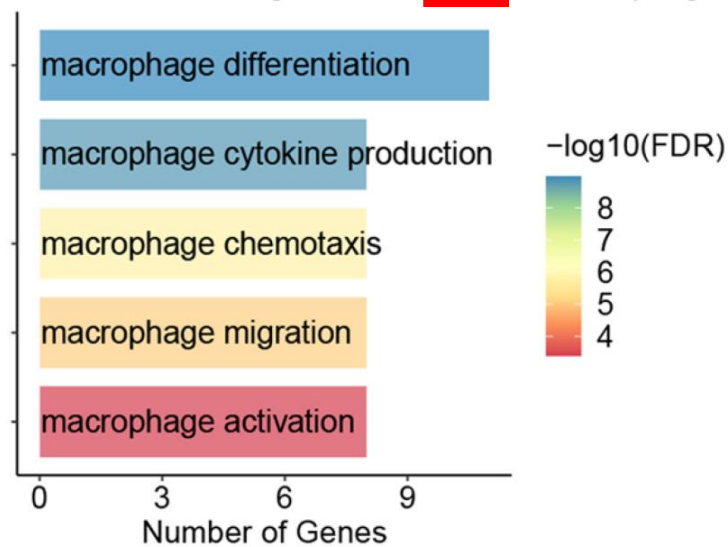 macrophage differentiation
macrophage cytokine production
macrophage chemotaxis
macrophage migration
macrophage activation
0 3 6 9
Number of Genes
−log10(FDR)
8
7
6
5
4